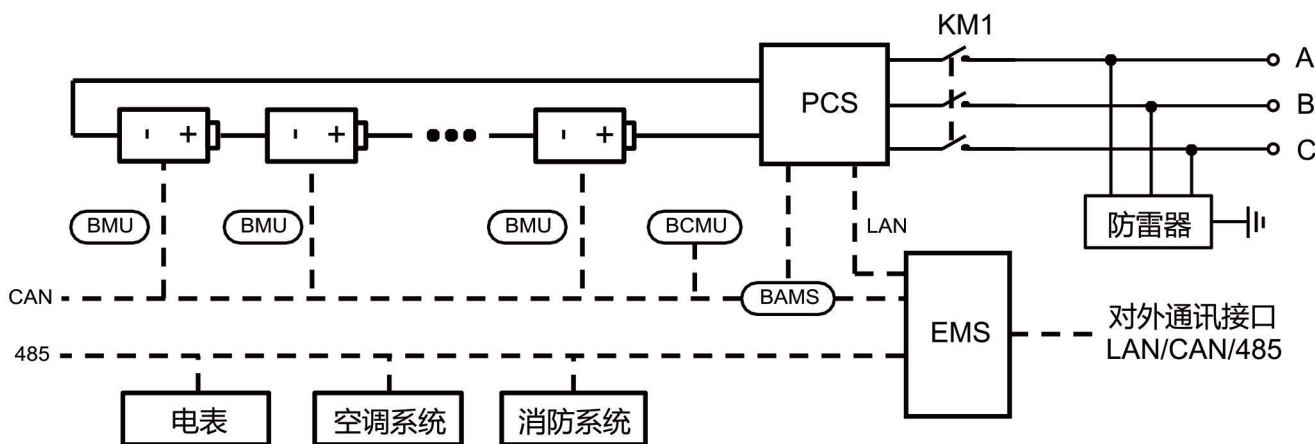 KM1
A
PCS
B
- +
- +
- +
C
BMU
BMU
BMU
BCMU
LAN
防雷器
CAN
BAMS
EMS
对外通讯接口
LAN/CAN/485
485
电表
空调系统
消防系统